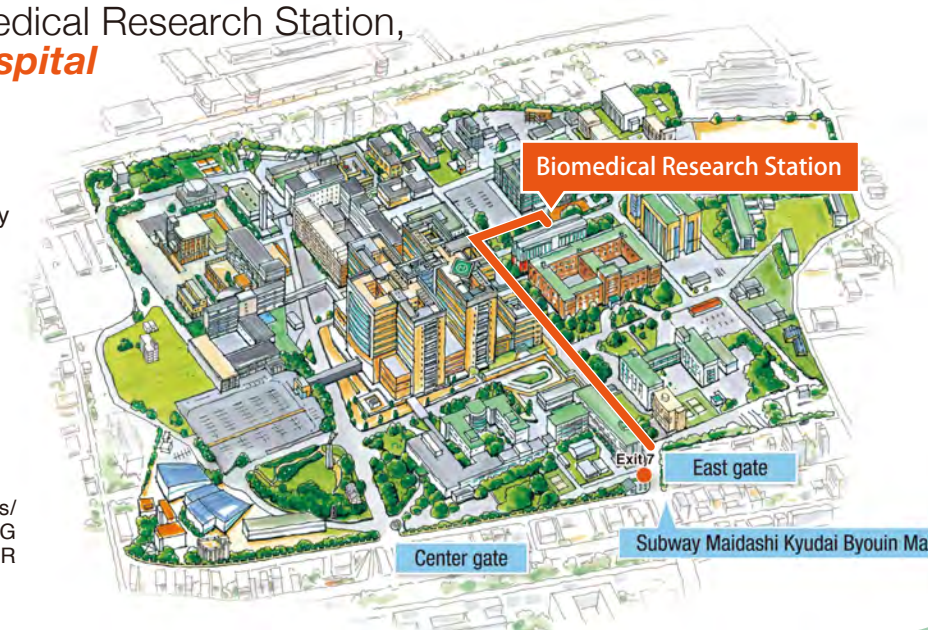 edical Research Station,
spital
y
Biomedical Research Station
Exit 7
East gate
s/
G
R
Center gate
Subway Maidashi Kyudai Byouin Ma